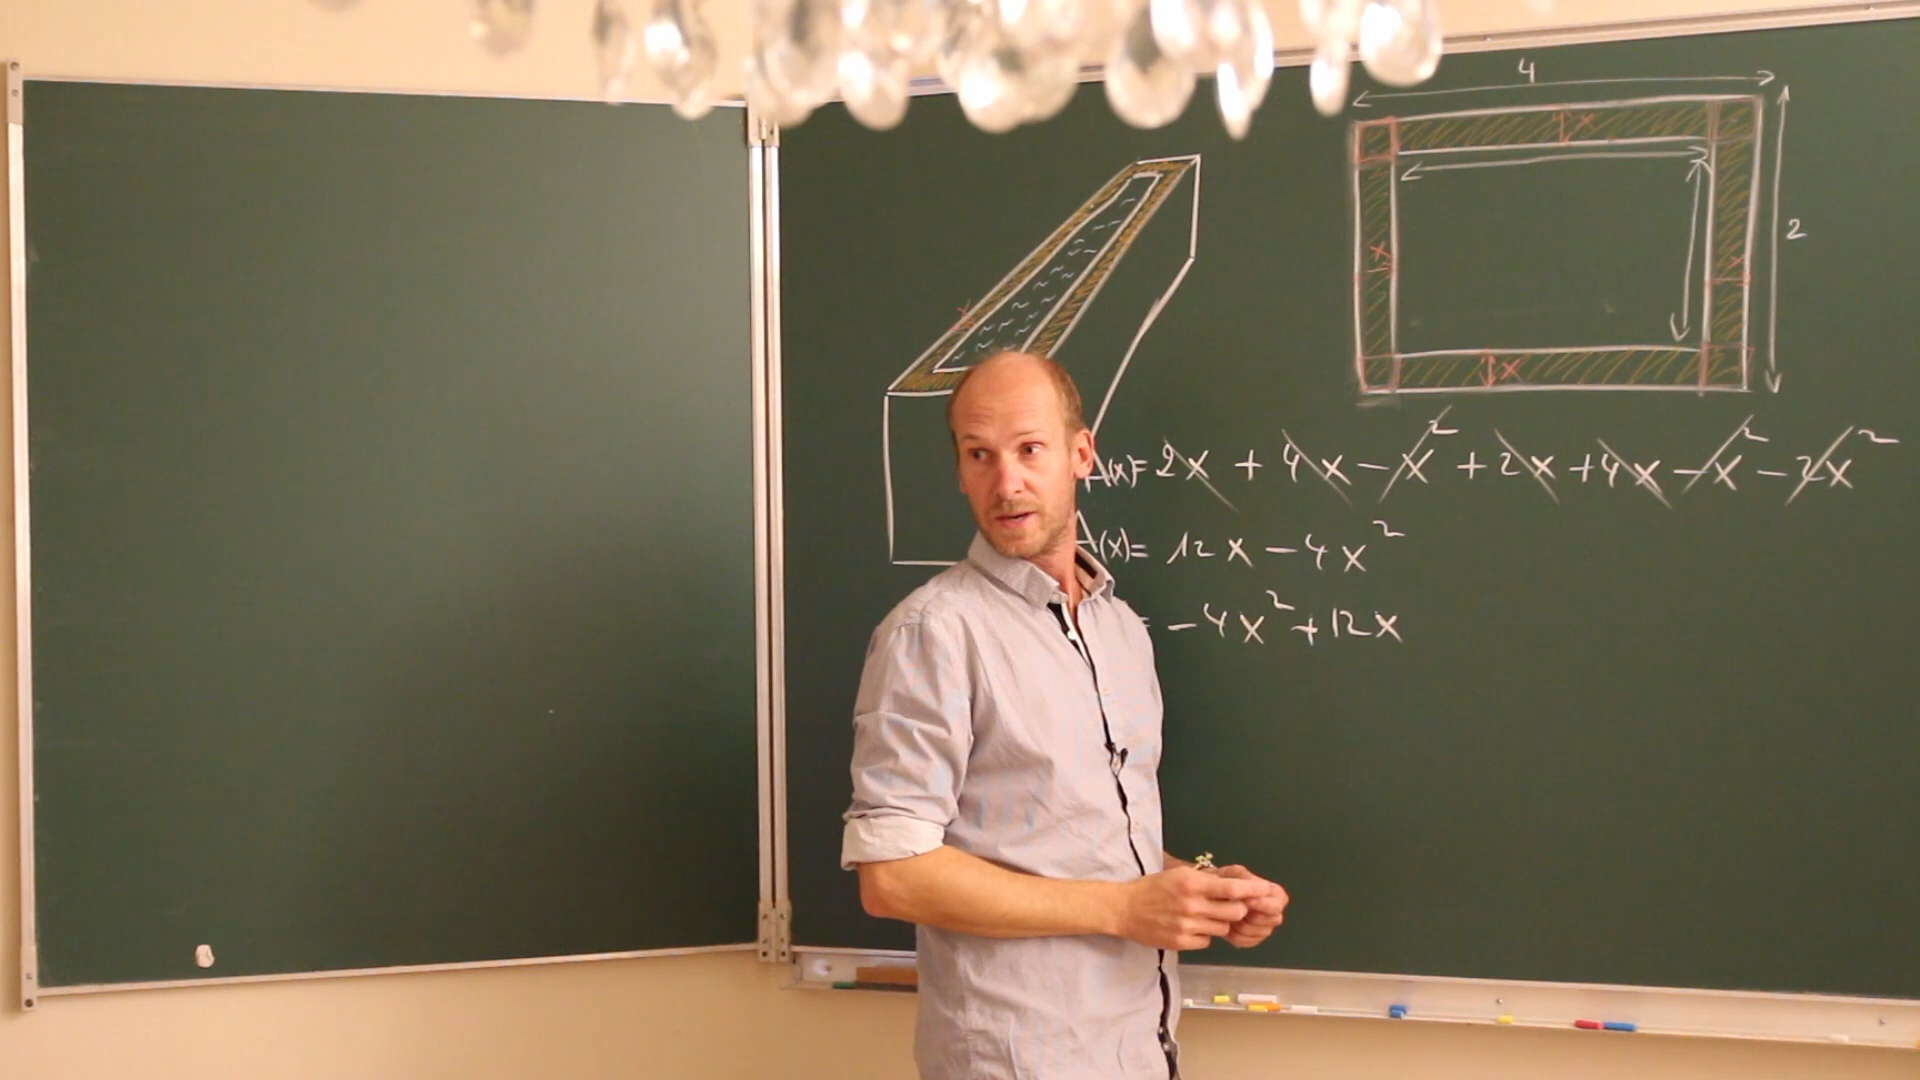 4
x
2
x
x
x
x
A(x)= 2x + 4x - x² + 2x + 4x - x² - 2x²
A(x)= 12x - 4x²
= -4x² + 12x